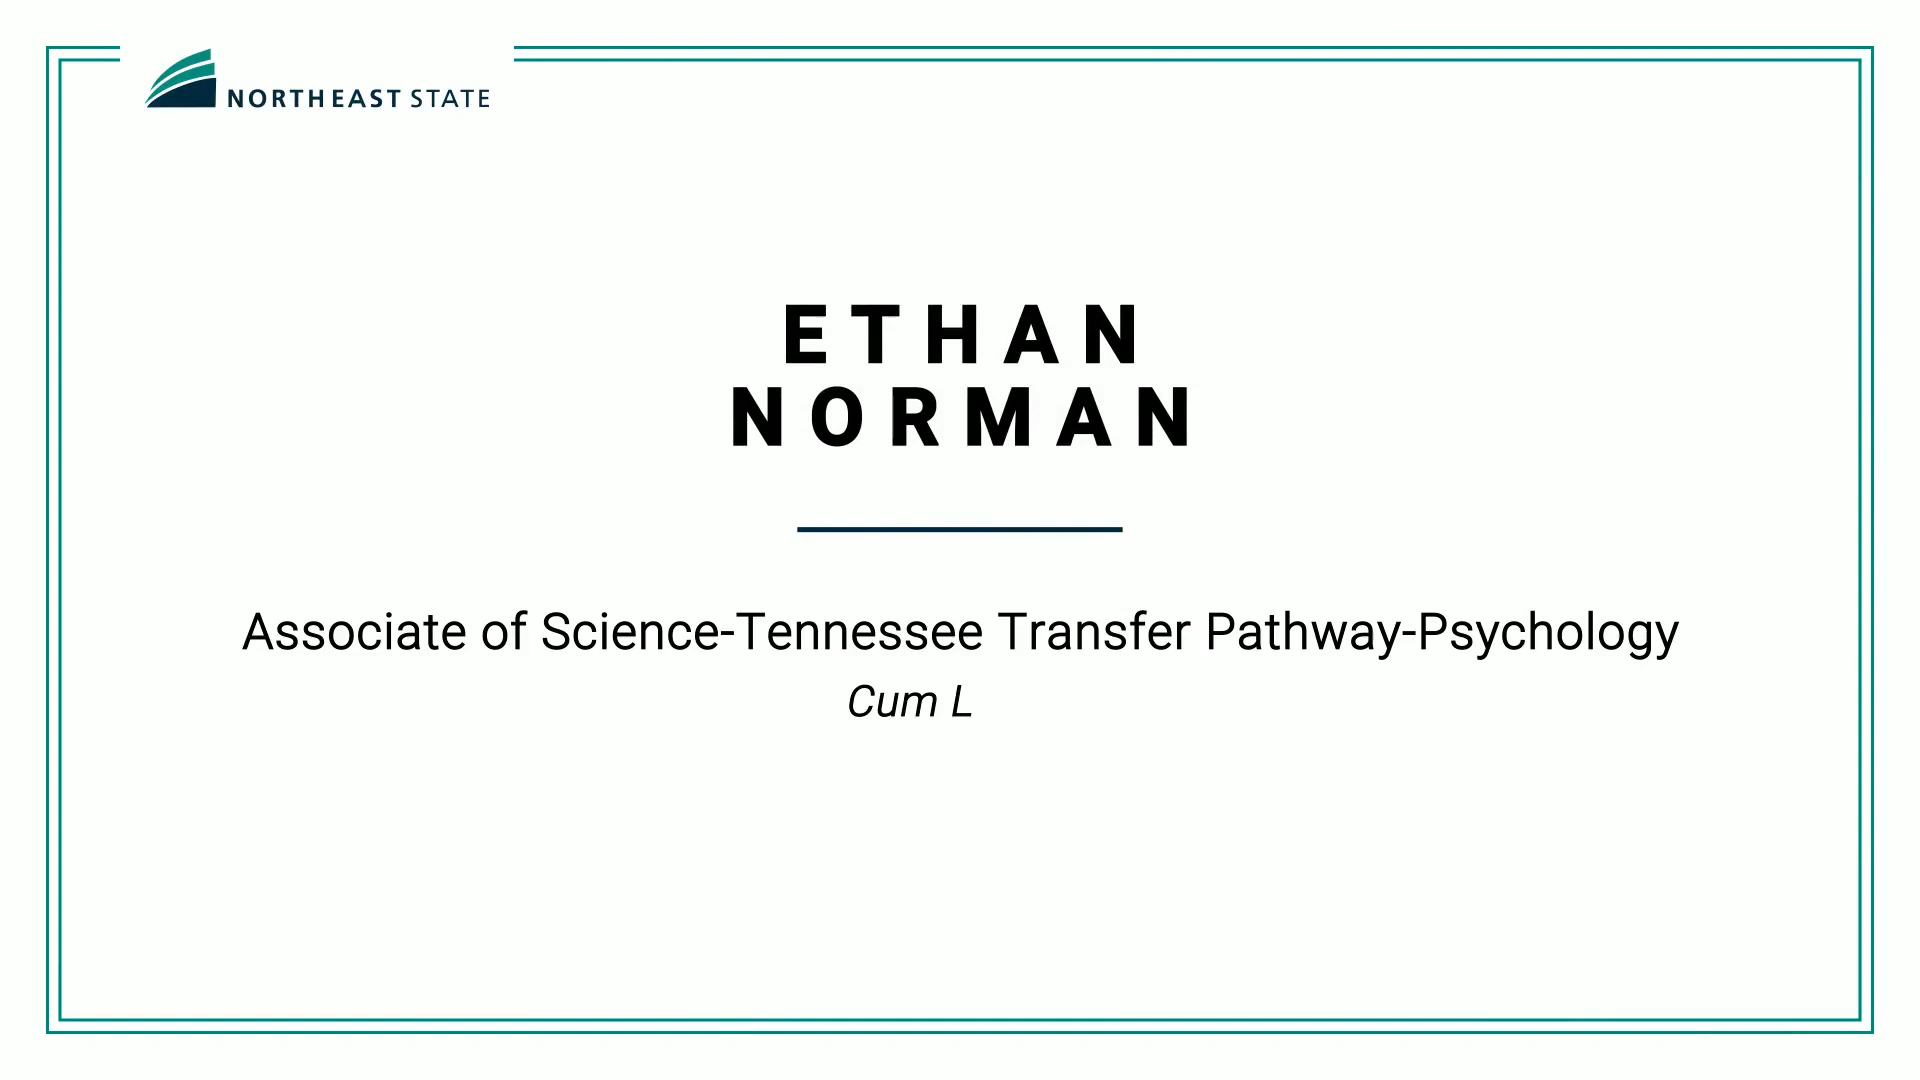 NORTHEAST STATE
ETHAN
NORMAN
Associate of Science-Tennessee Transfer Pathway-Psychology
Cum L